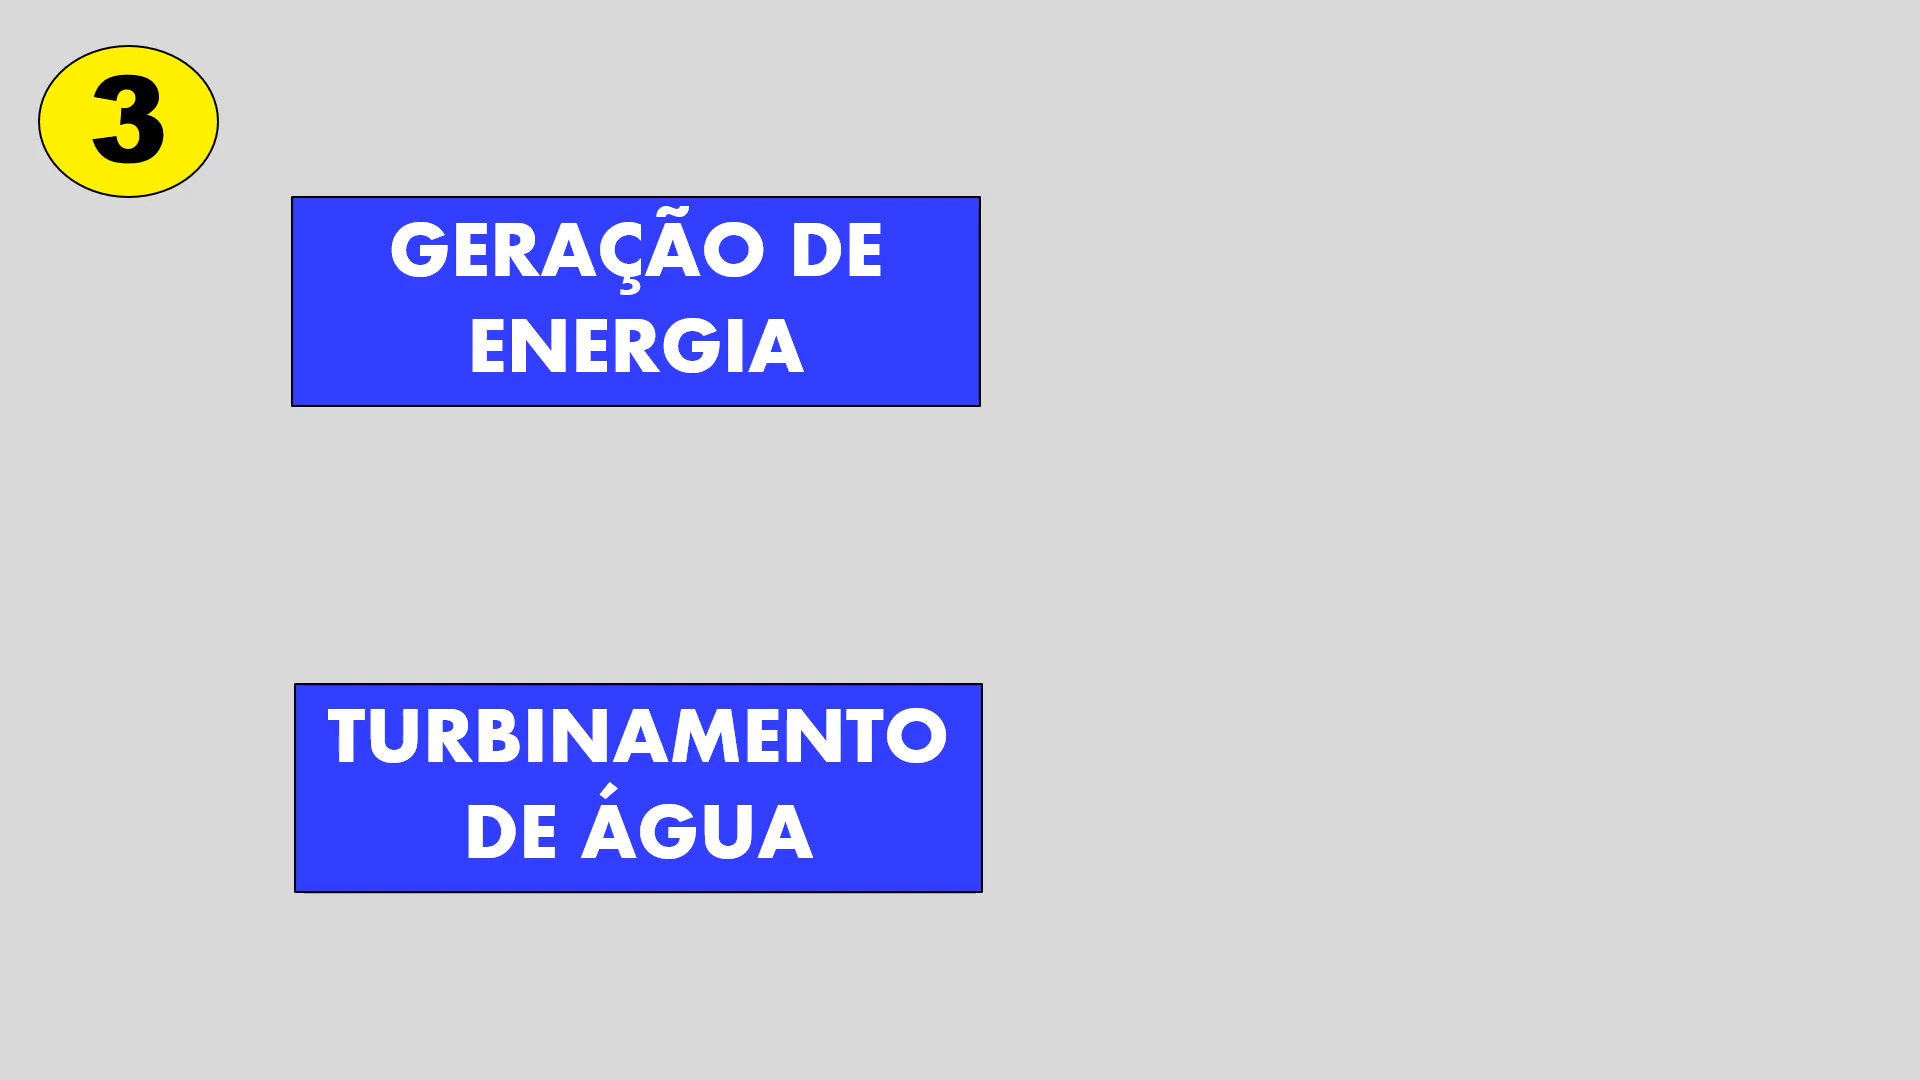 3
GERAÇÃO DE
ENERGIA
TURBINAMENTO
DE ÁGUA